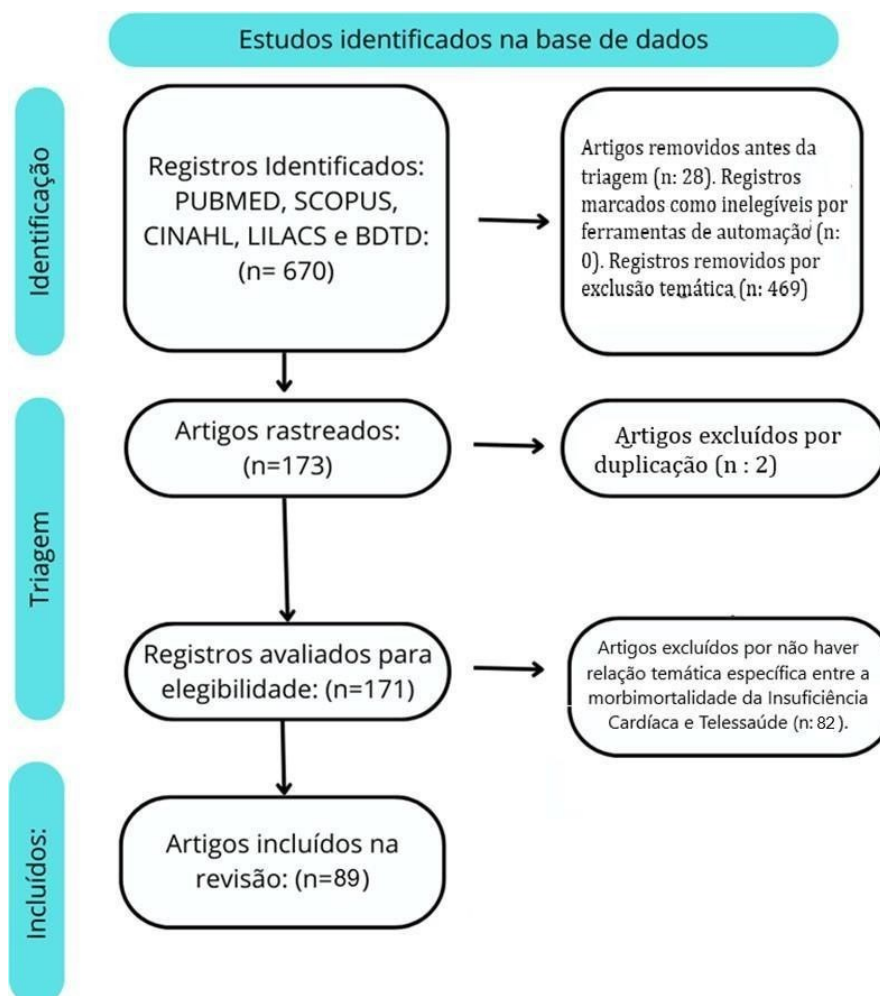 Estudos identificados na base de dados
Identificação
Registros Identificados:
PUBMED, SCOPUS,
CINAHL, LILACS e BDTD:
(n= 670)
Artigos removidos antes da
triagem (n: 28). Registros
marcados como inelegíveis por
ferramentas de automação (n:
0). Registros removidos por
exclusão temática (n: 469)
Triagem
Artigos rastreados:
(n=173)
Artigos excluídos por
duplicação (n : 2)
Registros avaliados para
elegibilidade: (n=171)
Artigos excluídos por não haver
relação temática específica entre a
morbimortalidade da Insuficiência
Cardíaca e Telessaúde (n: 82).
Incluídos:
Artigos incluídos na
revisão: (n=89)